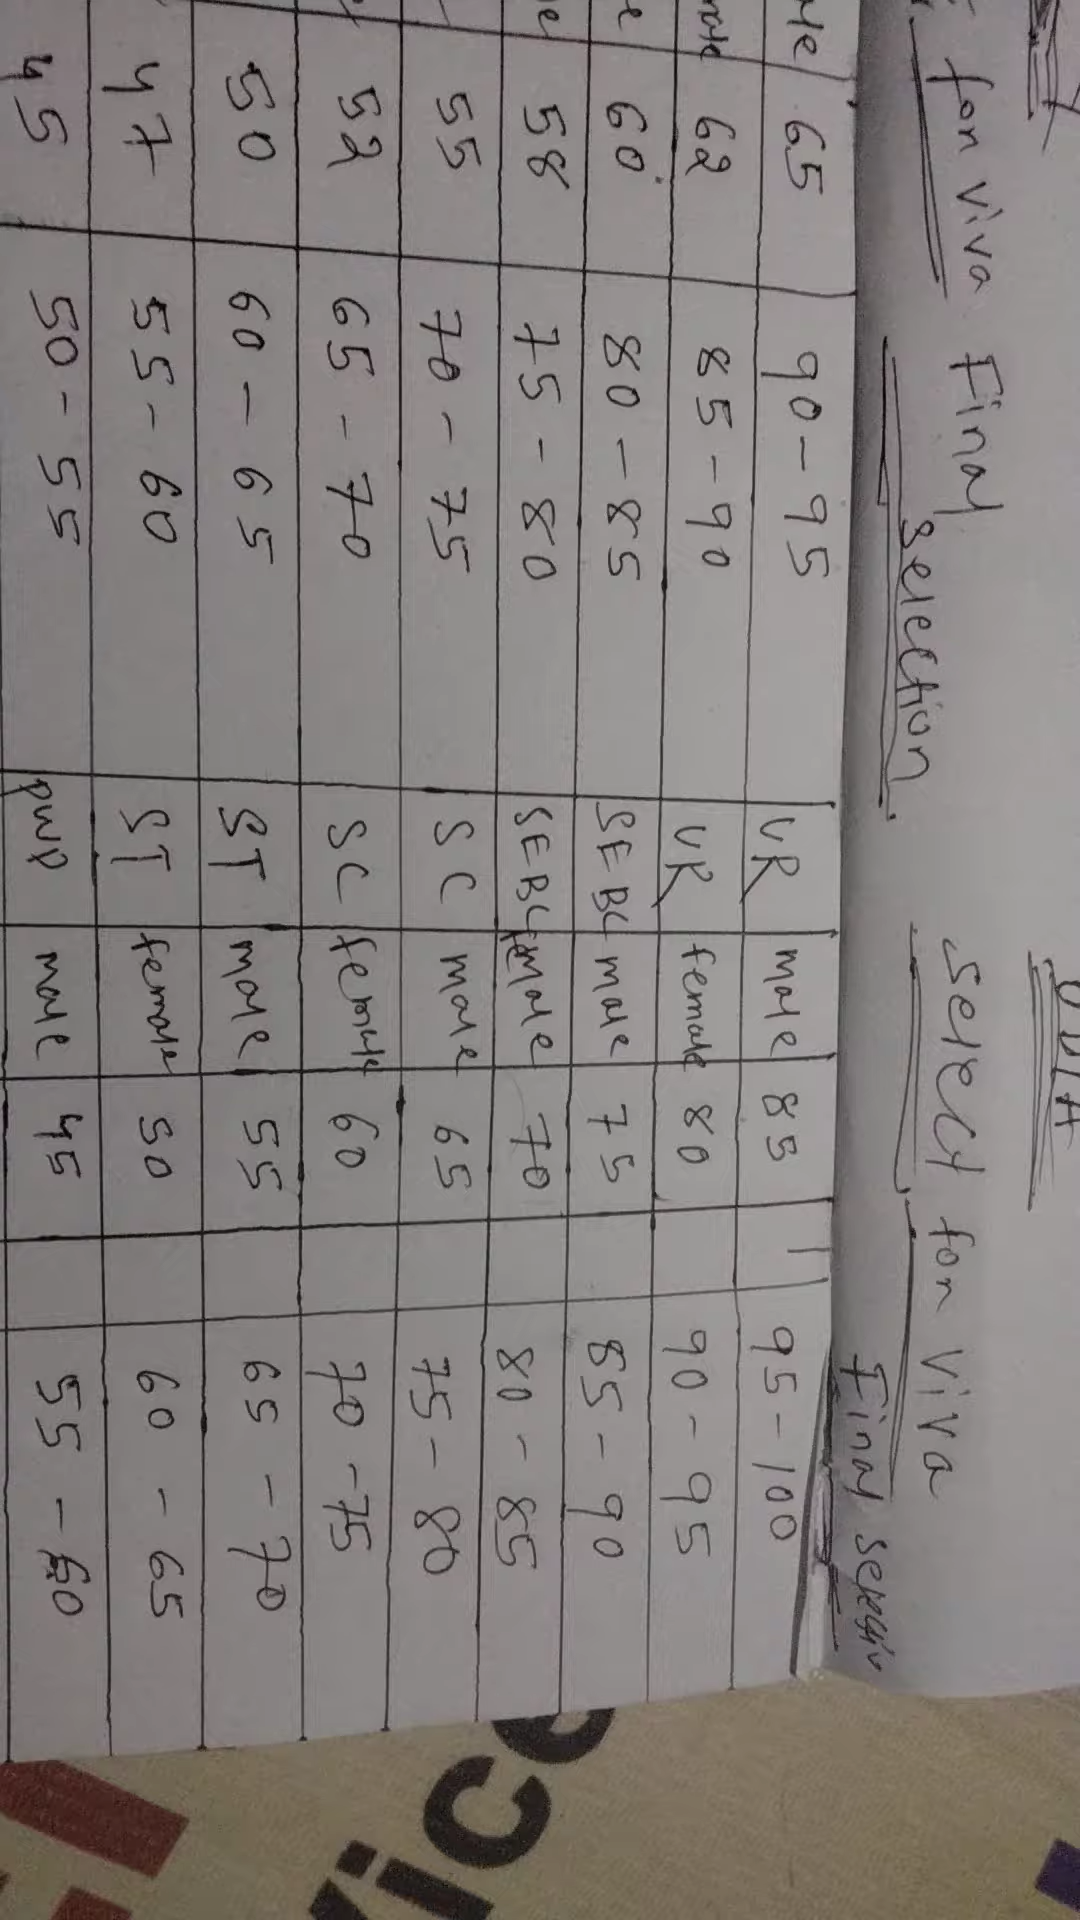 ODIA
for viva Final selection
select for viva Final
65 90-95 UR male 85 95-100
62 85-90 UR female 80 90-95
60 80-85 SEBC male 75 85-90
58 75-80 SEBC female 70 80-85
55 70-75 SC male 65 75-80
52 65-70 SC female 60 70-75
50 60-65 ST male 55 65-70
47 55-60 ST female 50 60-65
45 50-55 pwD male 45 55-60
vice